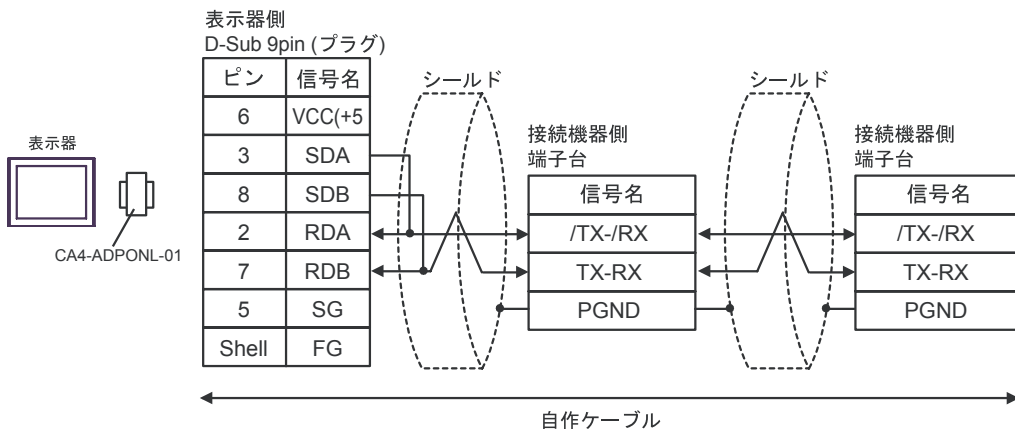 表示器側
D-Sub 9pin (プラグ)
ピン 信号名
6 VCC(+5
3 SDA
8 SDB
2 RDA
7 RDB
5 SG
Shell FG
表示器
CA4-ADPONL-01
シールド
接続機器側
端子台
信号名
/TX-/RX
TX-RX
PGND
シールド
接続機器側
端子台
信号名
/TX-/RX
TX-RX
PGND
自作ケーブル